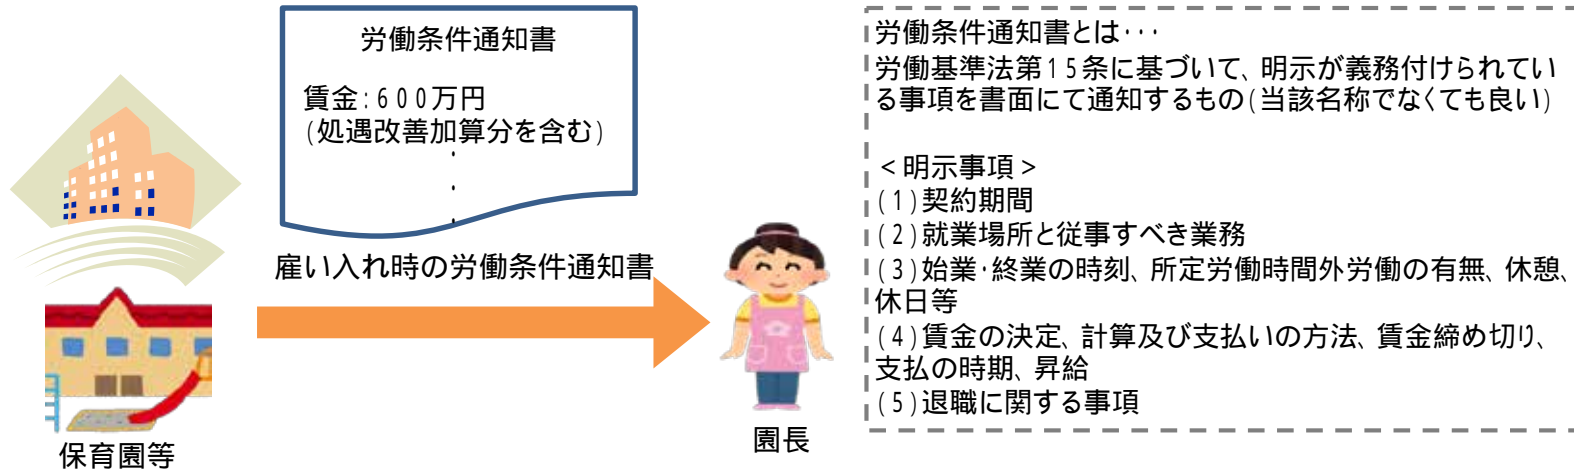 労働条件通知書
賃金:600万円
(処遇改善加算分を含む)
・
・
・
雇い入れ時の労働条件通知書
保育園等
園長
労働条件通知書とは・・・
労働基準法第15条に基づいて、明示が義務付けられてい
る事項を書面にて通知するもの(当該名称でなくても良い)
<明示事項>
(1)契約期間
(2)就業場所と従事すべき業務
(3)始業・終業の時刻、所定労働時間外労働の有無、休憩、
休日等
(4)賃金の決定、計算及び支払いの方法、賃金締め切り、
支払の時期、昇給
(5)退職に関する事項